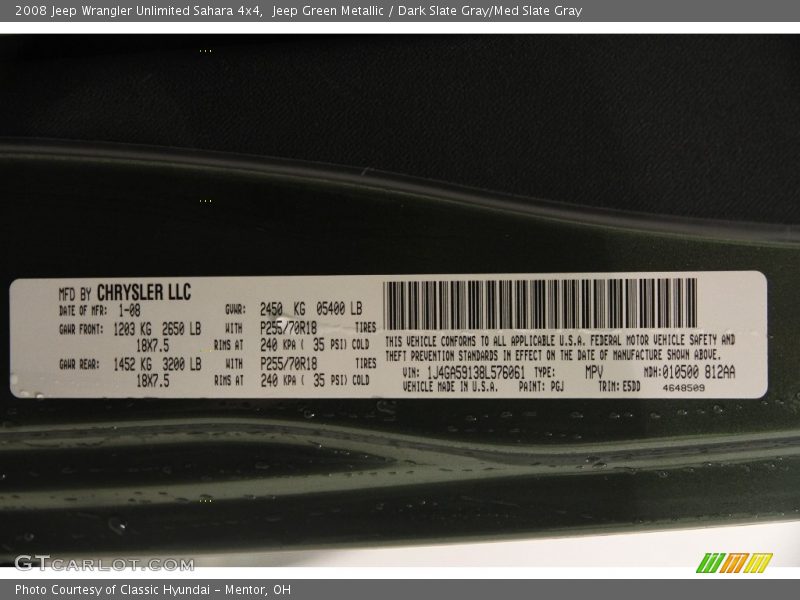 2008 Jeep Wrangler Unlimited Sahara 4x4,  Jeep Green Metallic / Dark Slate Gray/Med Slate Gray
MFD BY CHRYSLER LLC
DATE OF MFR: 1-08 GVWR: 2450 KG 05400 LB
GAWR FRONT: 1203 KG 2650 LB WITH P255/70R18 TIRES
18X7.5 RIMS AT 240 KPA ( 35 PSI) COLD
GAWR REAR: 1452 KG 3200 LB WITH P255/70R18 TIRES
18X7.5 RIMS AT 240 KPA ( 35 PSI) COLD
THIS VEHICLE CONFORMS TO ALL APPLICABLE U.S.A. FEDERAL MOTOR VEHICLE SAFETY AND
THEFT PREVENTION STANDARDS IN EFFECT ON THE DATE OF MANUFACTURE SHOWN ABOVE.
VIN: 1J4GA59138L576061 TYPE: MPV MDH:010500 812AA
VEHICLE MADE IN U.S.A. PAINT: PGJ TRIM:ESDD 4648509
GTCARLOT.COM
Photo Courtesy of Classic Hyundai - Mentor, OH